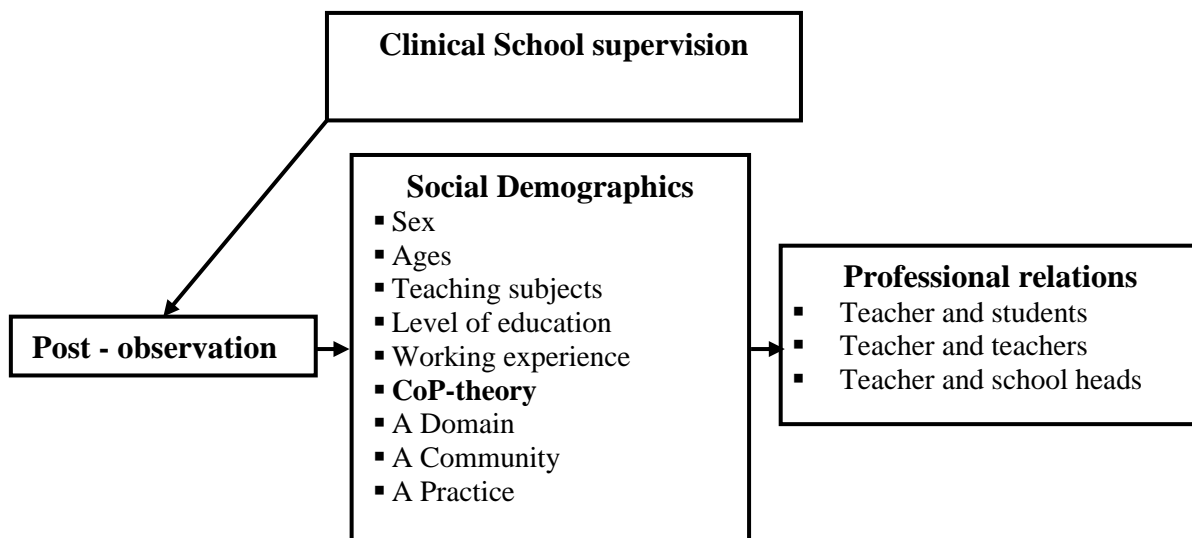 Clinical School supervision
Social Demographics
▪ Sex
▪ Ages
▪ Teaching subjects
▪ Level of education
▪ Working experience
▪ CoP-theory
▪ A Domain
▪ A Community
▪ A Practice
Post - observation
Professional relations
▪ Teacher and students
▪ Teacher and teachers
▪ Teacher and school heads